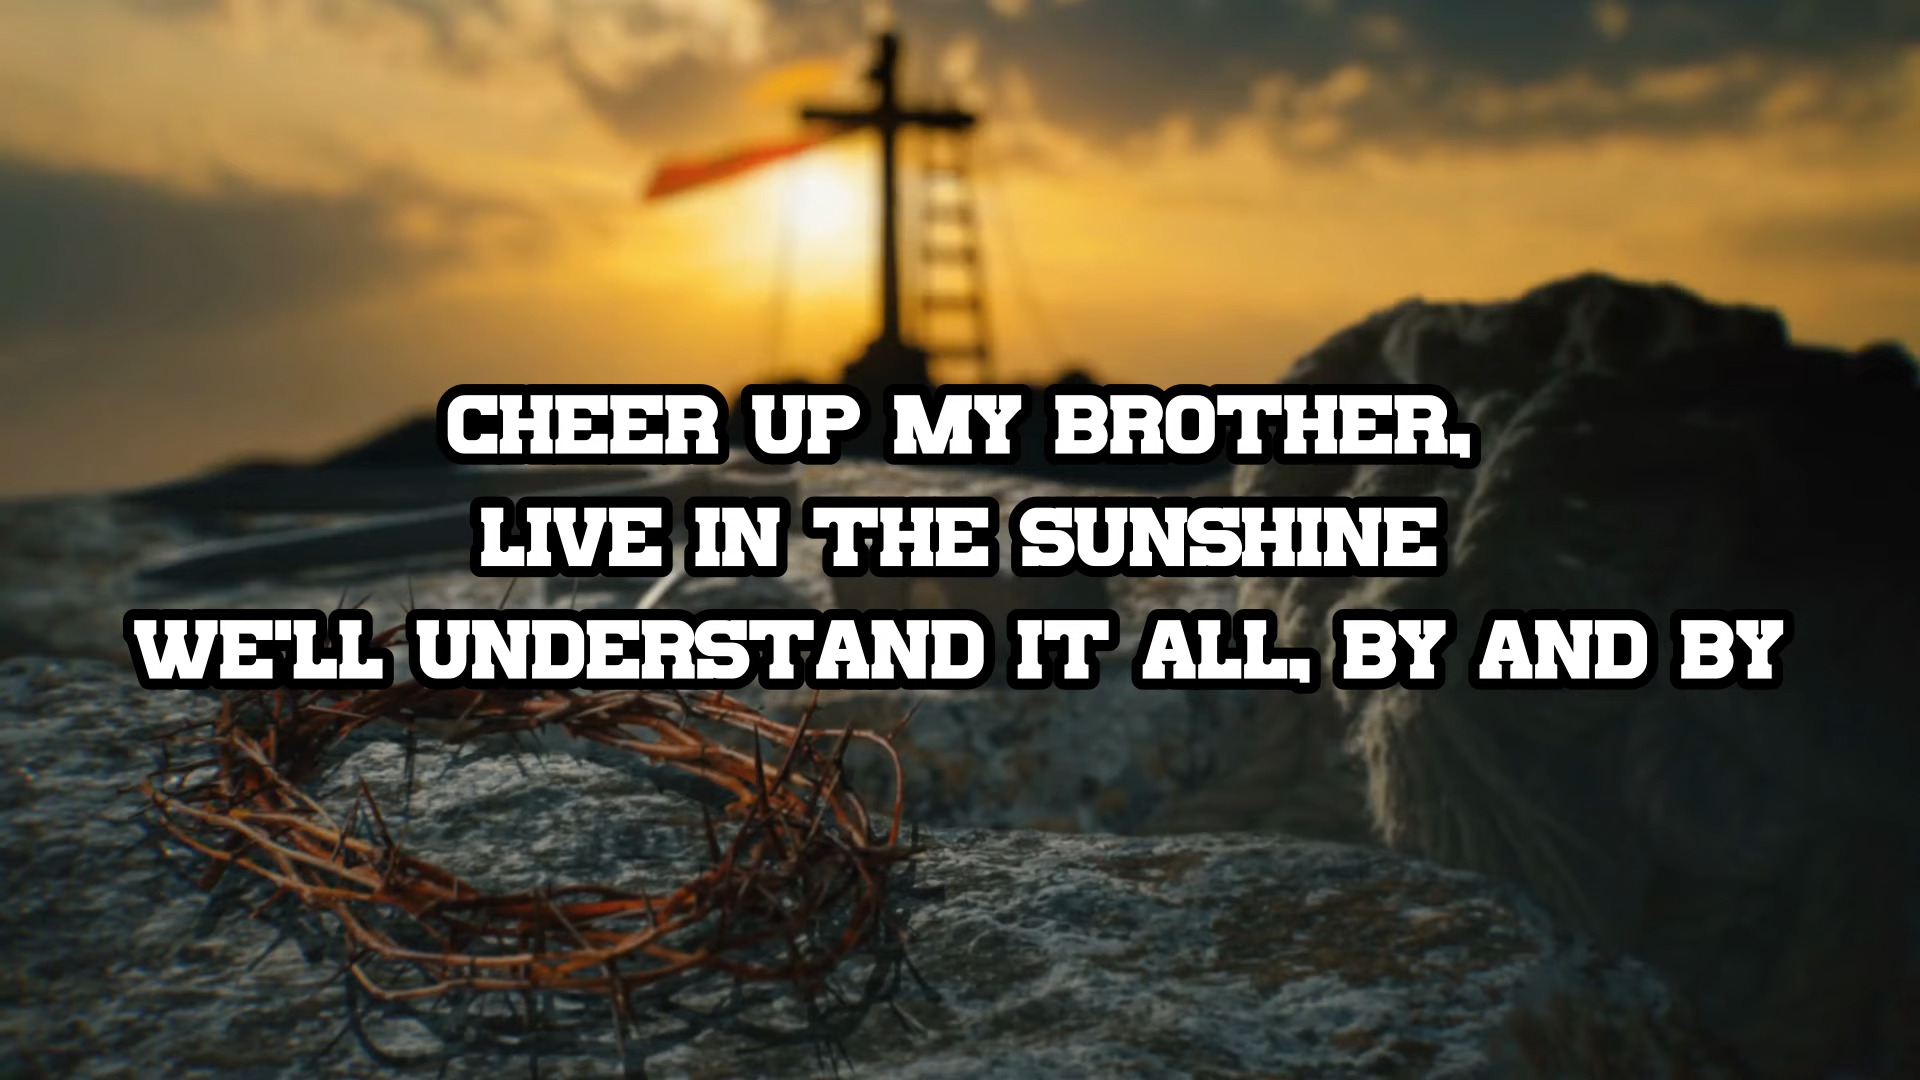 CHEER UP MY BROTHER,
LIVE IN THE SUNSHINE
WE'LL UNDERSTAND IT ALL, BY AND BY